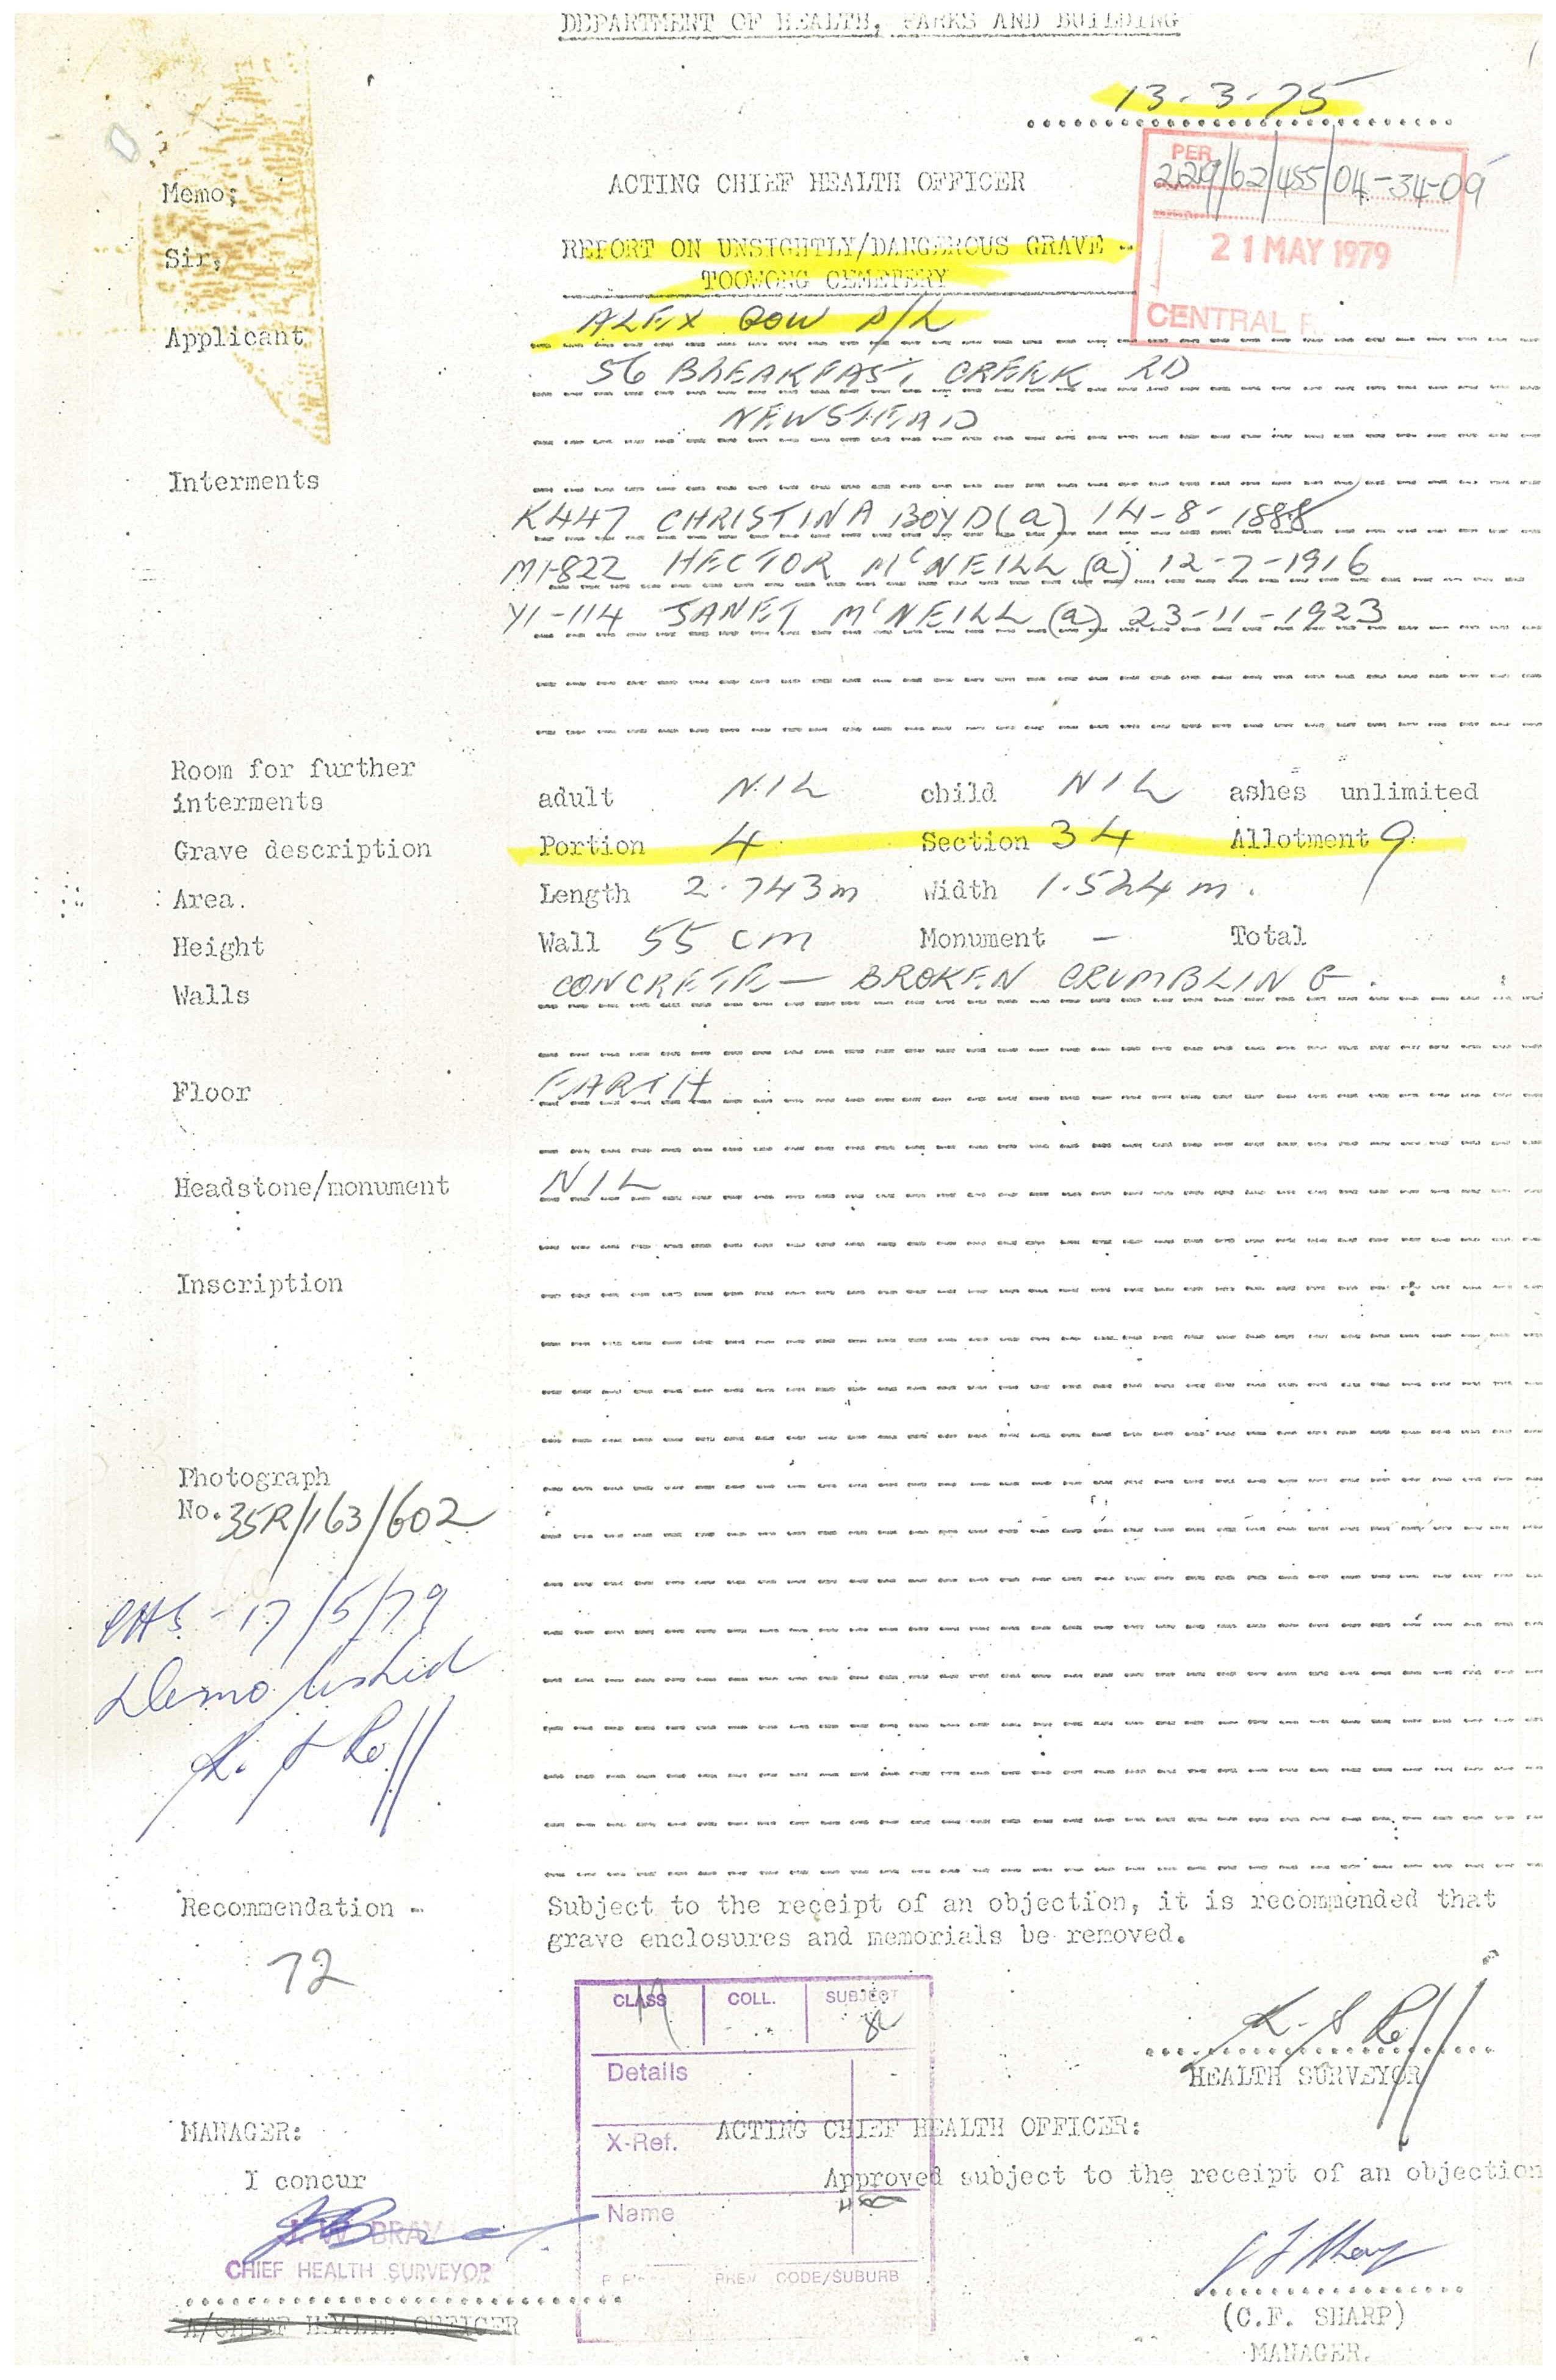 DEPARTMENT OF HEALTH, PARKS AND BUILDING
13-3-75
PER
229/62/455/04-34-09
21 MAY 1979
CENTRAL R
Memo;
ACTING CHIEF HEALTH OFFICER
Sir,
REPORT ON UNSIGHTLY/DANGEROUS GRAVE -
TOOWONG CEMETERY
Applicant
ALEX GOW P/L
56 BREAKFAST CREEK RD
NEWSTEAD
Interments
K447 CHRISTINA BOYD (a) 14-8-1888
M1-822 HECTOR McNEILL (a) 12-7-1916
Y1-114 JANET McNEILL (a) 23-11-1923
Room for further
interments adult NIL child NIL ashes unlimited
Grave description Portion 4 Section 34 Allotment 9
Area. Length 2.743m Width 1.524m.
Height Wall 55 cm Monument - Total
Walls CONCRETE - BROKEN CRUMBLING.
Floor EARTH
Headstone/monument NIL
Inscription
Photograph
No. 35R/163/602
- 17/5/79
Demolished
K. S Roff
Recommendation - Subject to the receipt of an objection, it is recommended that
grave enclosures and memorials be removed.
72
CLASS COLL. SUBJECT
Details
X-Ref.
Name
CODE/SUBURB
K. S Roff
HEALTH SURVEYOR
MANAGER: ACTING CHIEF HEALTH OFFICER:
I concur Approved subject to the receipt of an objection
W BRAY
CHIEF HEALTH SURVEYOR
A/CHIEF HEALTH OFFICER
(C.F. SHARP)
MANAGER.